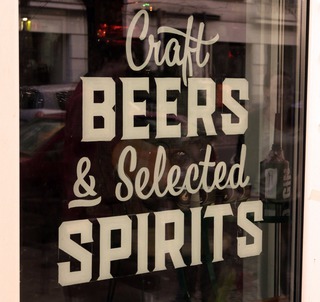 Craft
BEERS
& Selected
SPIRITS